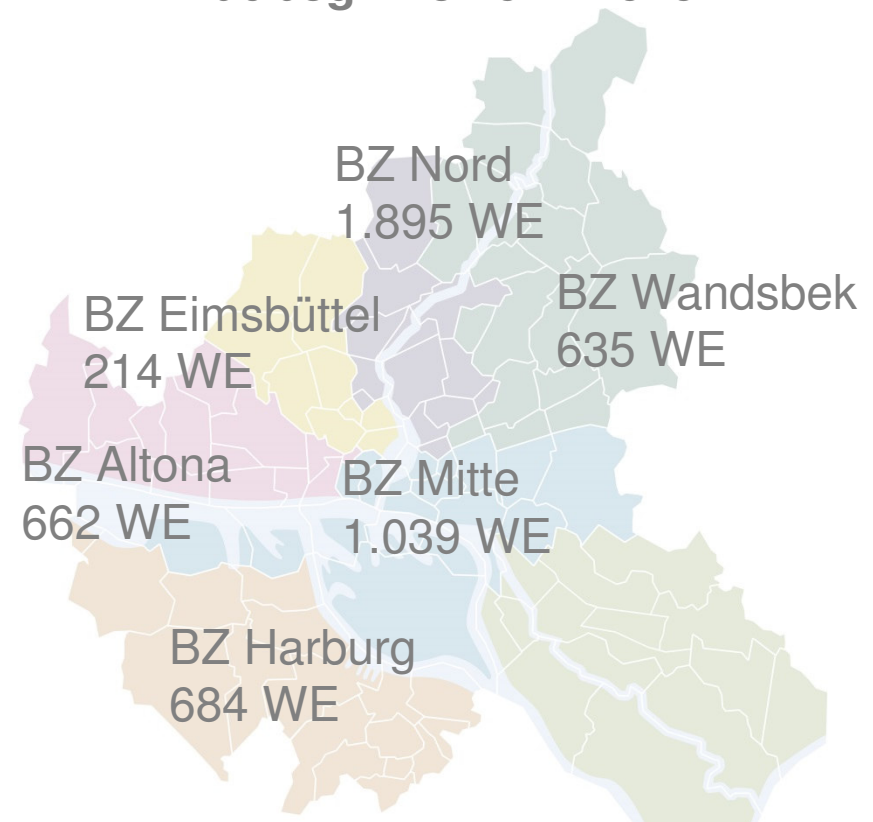 BZ Nord
1.895 WE
BZ Wandsbek
635 WE
BZ Eimsbüttel
214 WE
BZ Altona
662 WE
BZ Mitte
1.039 WE
BZ Harburg
684 WE